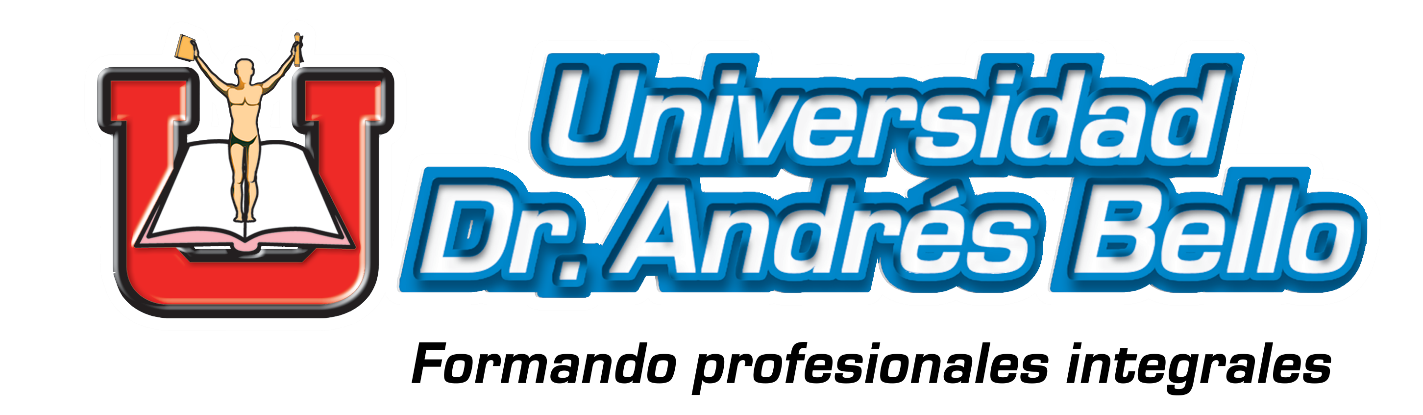 Universidad
Dr. Andrés Bello
Formando profesionales integrales